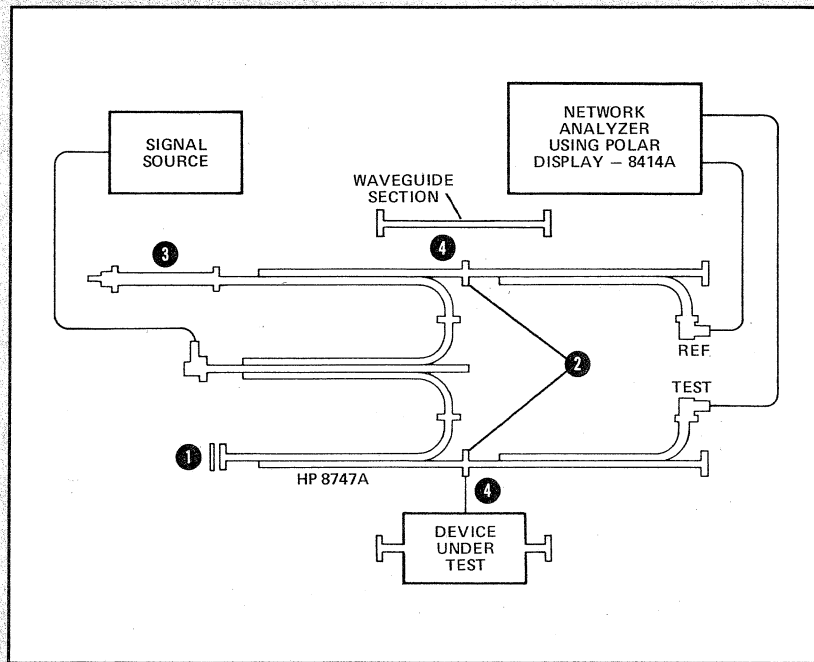 SIGNAL
SOURCE
NETWORK
ANALYZER
USING POLAR
DISPLAY – 8414A
WAVEGUIDE
SECTION
4
3
REF.
2
TEST
1
HP 8747A
4
DEVICE
UNDER
TEST